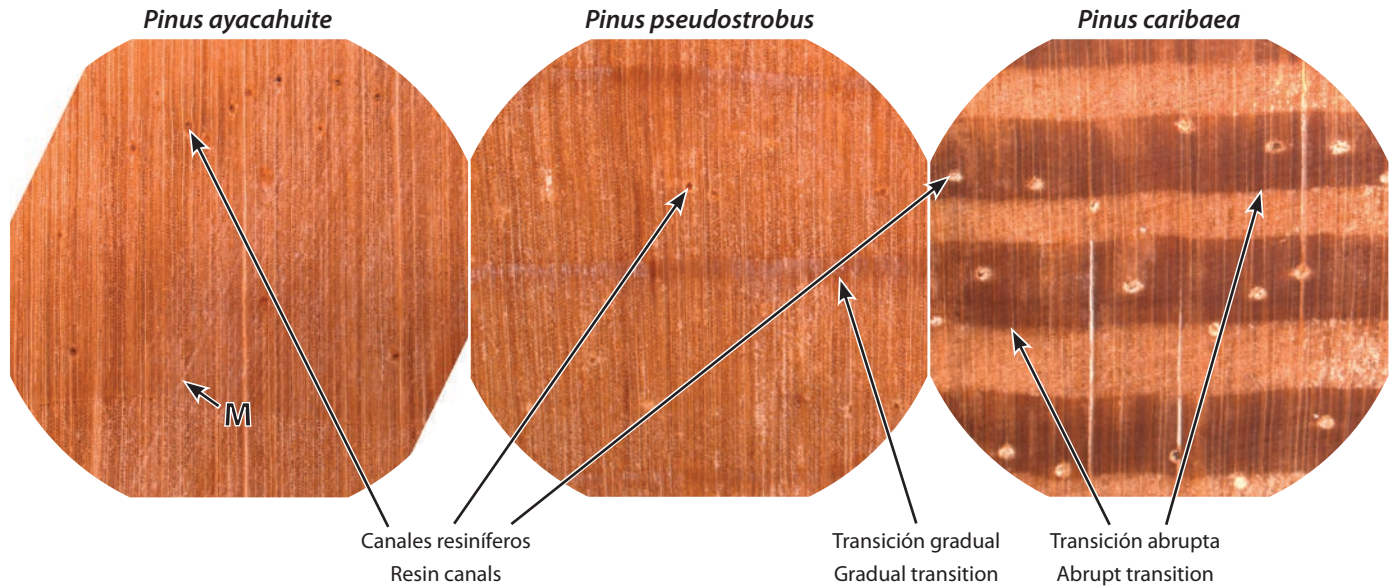 Pinus ayacahuite
Pinus pseudostrobus
Pinus caribaea
M
Canales resiníferos
Resin canals
Transición gradual
Gradual transition
Transición abrupta
Abrupt transition